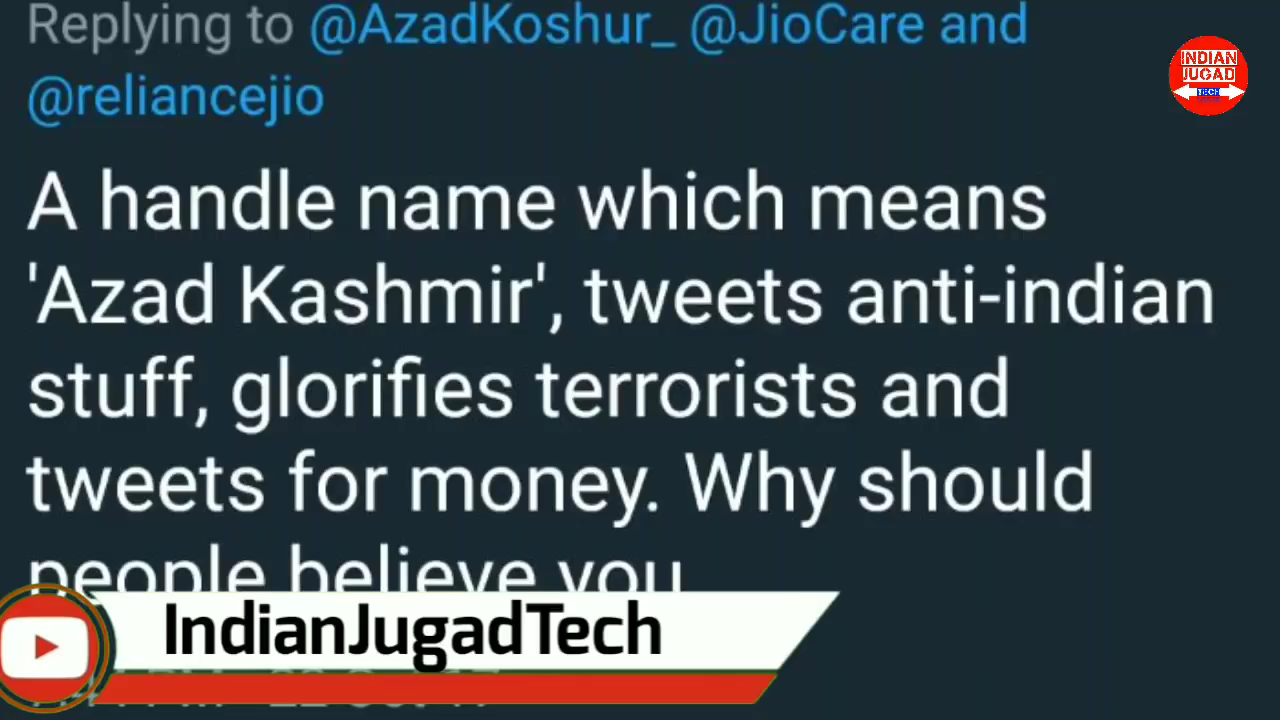 Replying to @AzadKoshur_ @JioCare and
@reliancejio
INDIAN
JUGAD
TECH
A handle name which means
'Azad Kashmir', tweets anti-indian
stuff, glorifies terrorists and
tweets for money. Why should
people believe you
IndianJugadTech